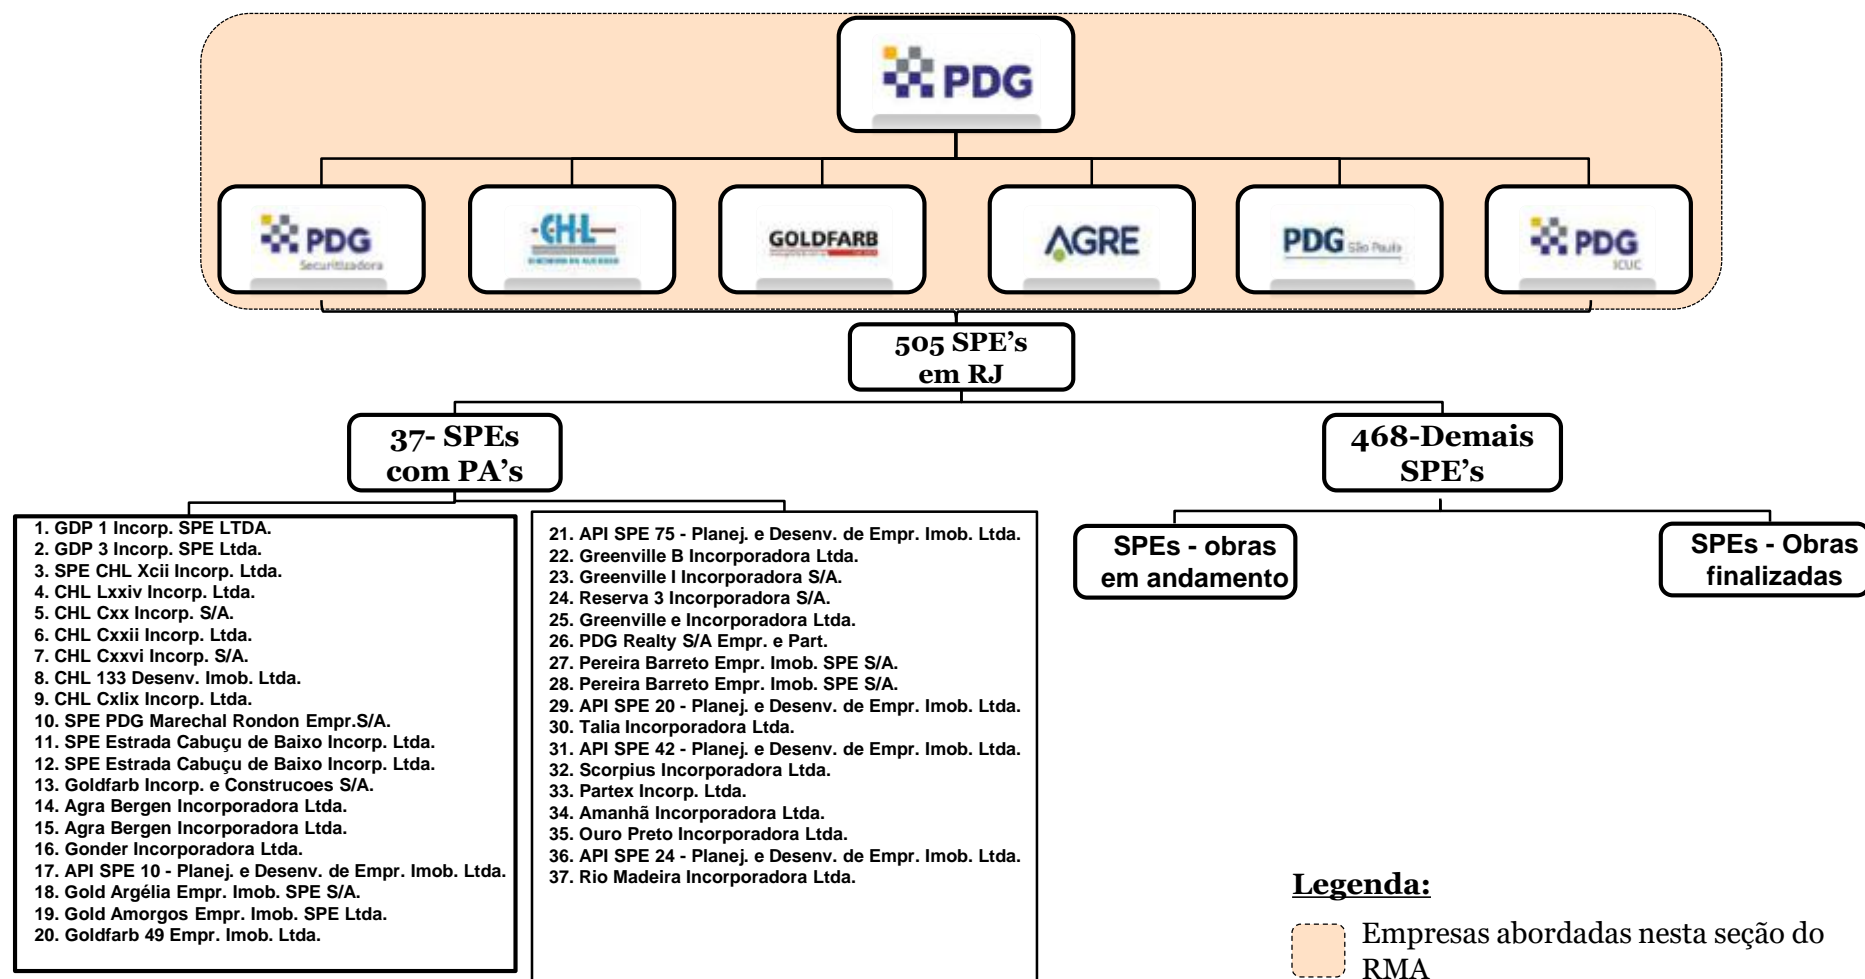 PDG
PDG
Securitizadora
CHL
GOLDFARB
AGRE
PDG São Paulo
PDG
ICUC
505 SPE’s
em RJ
37- SPEs
com PA’s
468-Demais
SPE’s
1. GDP 1 Incorp. SPE LTDA.
2. GDP 3 Incorp. SPE Ltda.
3. SPE CHL Xcii Incorp. Ltda.
4. CHL Lxxiv Incorp. Ltda.
5. CHL Cxx Incorp. S/A.
6. CHL Cxxii Incorp. Ltda.
7. CHL Cxxvi Incorp. S/A.
8. CHL 133 Desenv. Imob. Ltda.
9. CHL Cxlix Incorp. Ltda.
10. SPE PDG Marechal Rondon Empr.S/A.
11. SPE Estrada Cabuçu de Baixo Incorp. Ltda.
12. SPE Estrada Cabuçu de Baixo Incorp. Ltda.
13. Goldfarb Incorp. e Construcoes S/A.
14. Agra Bergen Incorporadora Ltda.
15. Agra Bergen Incorporadora Ltda.
16. Gonder Incorporadora Ltda.
17. API SPE 10 - Planej. e Desenv. de Empr. Imob. Ltda.
18. Gold Argélia Empr. Imob. SPE S/A.
19. Gold Amorgos Empr. Imob. SPE Ltda.
20. Goldfarb 49 Empr. Imob. Ltda.
21. API SPE 75 - Planej. e Desenv. de Empr. Imob. Ltda.
22. Greenville B Incorporadora Ltda.
23. Greenville I Incorporadora S/A.
24. Reserva 3 Incorporadora S/A.
25. Greenville e Incorporadora Ltda.
26. PDG Realty S/A Empr. e Part.
27. Pereira Barreto Empr. Imob. SPE S/A.
28. Pereira Barreto Empr. Imob. SPE S/A.
29. API SPE 20 - Planej. e Desenv. de Empr. Imob. Ltda.
30. Talia Incorporadora Ltda.
31. API SPE 42 - Planej. e Desenv. de Empr. Imob. Ltda.
32. Scorpius Incorporadora Ltda.
33. Partex Incorp. Ltda.
34. Amanhã Incorporadora Ltda.
35. Ouro Preto Incorporadora Ltda.
36. API SPE 24 - Planej. e Desenv. de Empr. Imob. Ltda.
37. Rio Madeira Incorporadora Ltda.
SPEs - obras
em andamento
SPEs - Obras
finalizadas
Legenda:
Empresas abordadas nesta seção do
RMA